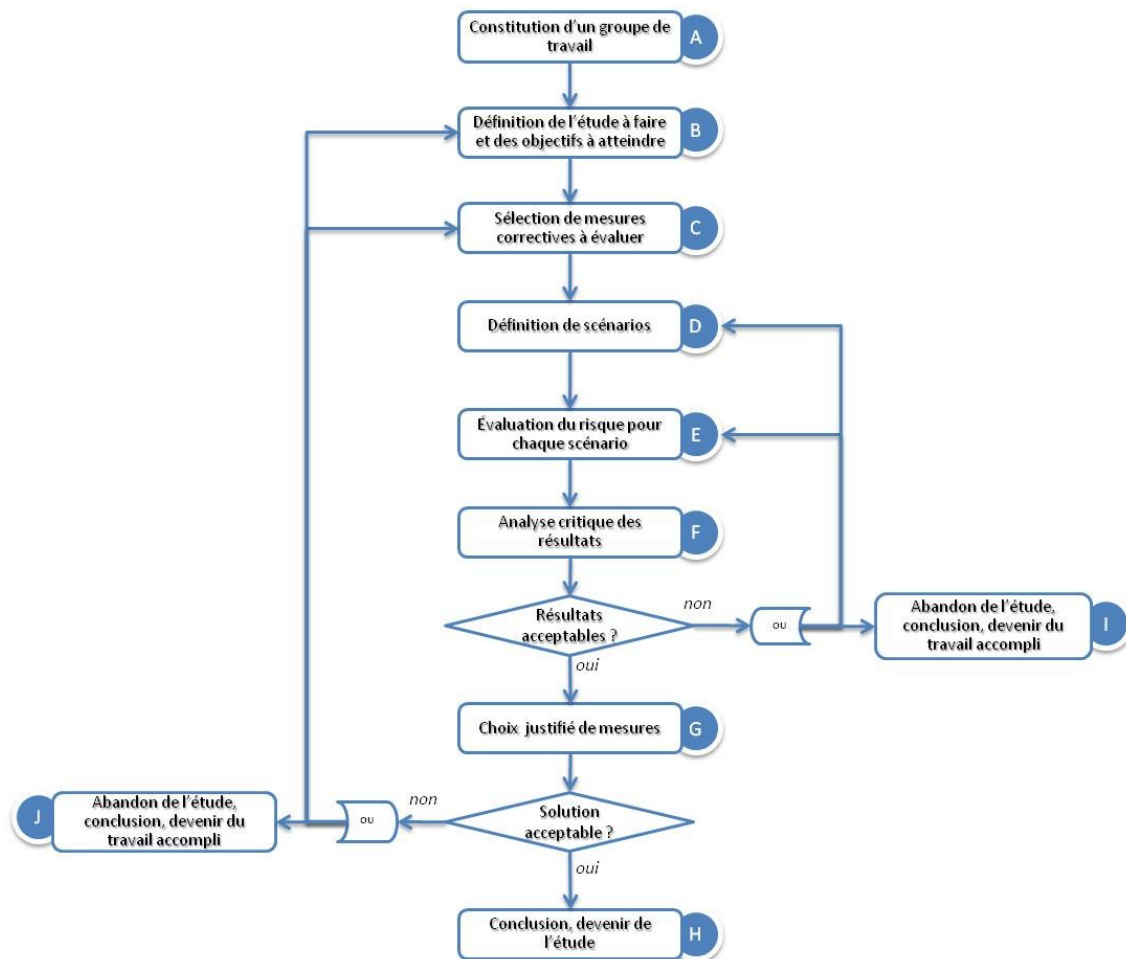 Constitution d'un groupe de
travail
A
Définition de l'étude à faire
et des objectifs à atteindre
B
Sélection de mesures
correctives à évaluer
C
Définition de scénarios
D
Évaluation du risque pour
chaque scénario
E
Analyse critique des
résultats
F
Résultats
acceptables ?
non
ou
Abandon de l'étude,
conclusion, devenir du
travail accompli
I
oui
Choix justifié de mesures
G
Solution
acceptable ?
non
ou
Abandon de l'étude,
conclusion, devenir du
travail accompli
J
oui
Conclusion, devenir de
l'étude
H